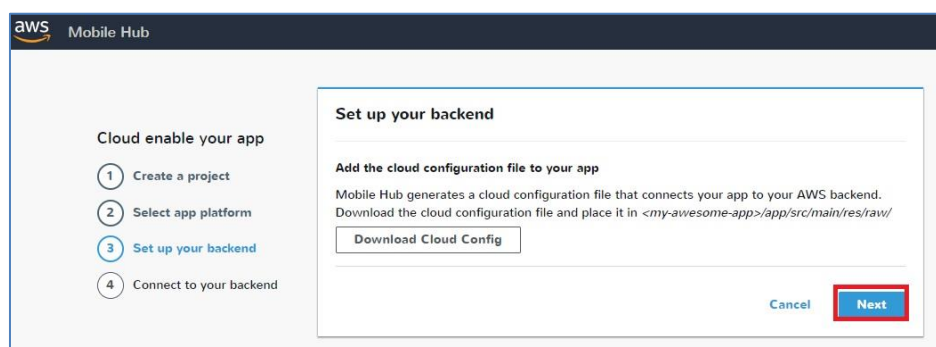 aws Mobile Hub
Cloud enable your app
1 Create a project
2 Select app platform
3 Set up your backend
4 Connect to your backend
Set up your backend
Add the cloud configuration file to your app
Mobile Hub generates a cloud configuration file that connects your app to your AWS backend.
Download the cloud configuration file and place it in <my-awesome-app>/app/src/main/res/raw/
Download Cloud Config
Cancel Next